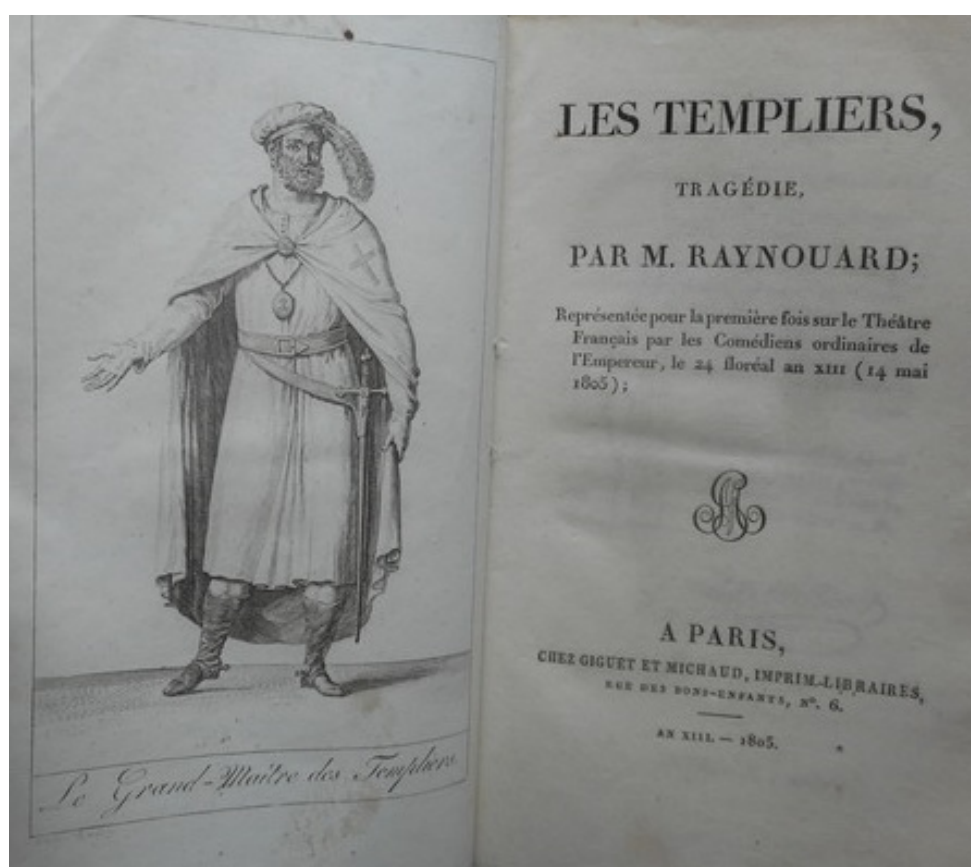 Le Grand-Maître des Templiers.
LES TEMPLIERS,
TRAGÉDIE,
PAR M. RAYNOUARD;
Représentée pour la première fois sur le Théâtre
Français par les Comédiens ordinaires de
l'Empereur, le 24 floréal an XIII (14 mai
1805);
A PARIS,
CHEZ GIGUET ET MICHAUD, IMPRIM.-LIBRAIRES,
RUE DES BONS-ENFANTS, Nº. 6.
AN XIII. — 1805.